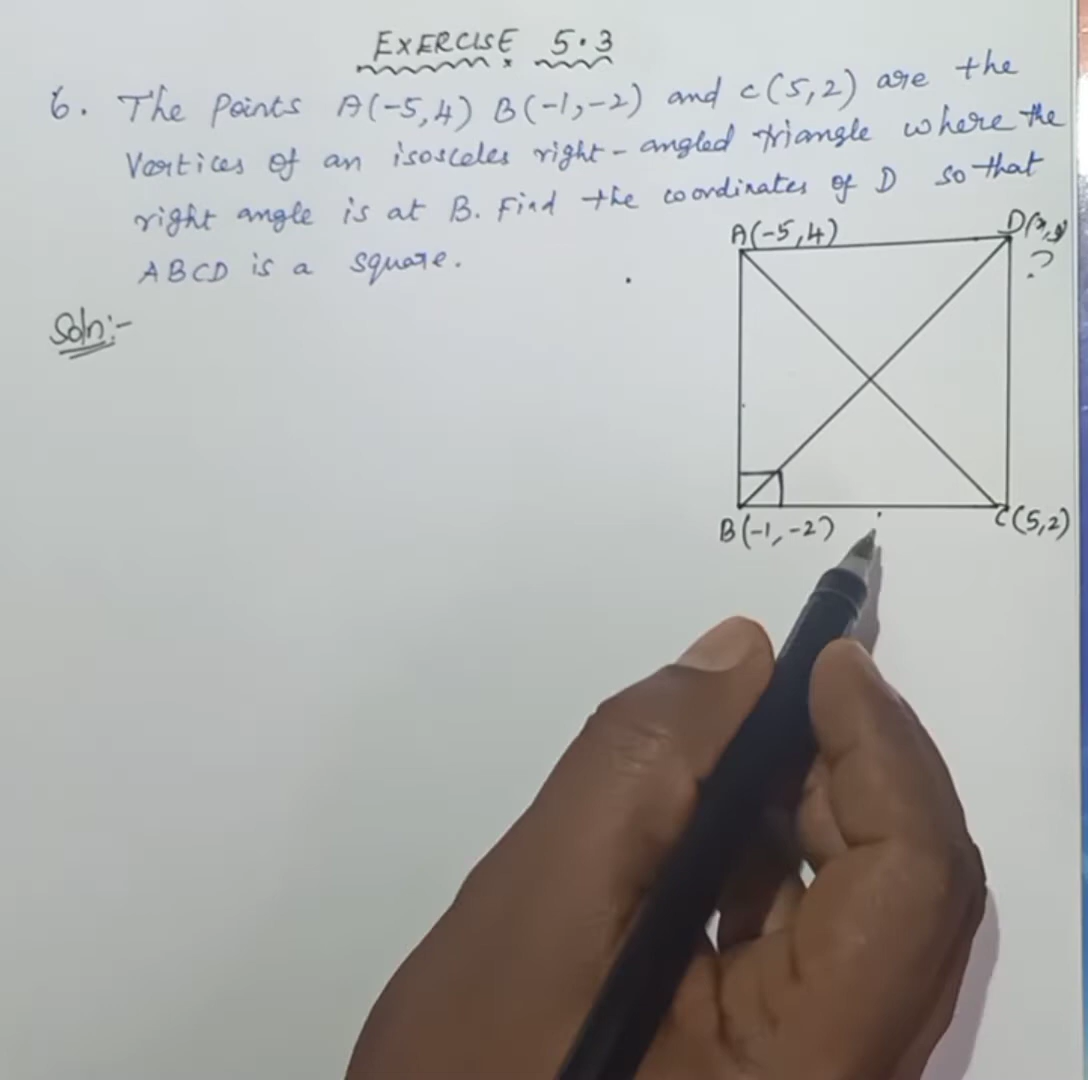 EXERCISE 5.3
6. The points A(-5,4) B(-1,-2) and C(5,2) are the
Vertices of an isosceles right-angled triangle where the
right angle is at B. Find the coordinates of D so that
ABCD is a square.
A(-5,4) D(x,y)
?
Soln:-
B(-1,-2) C(5,2)